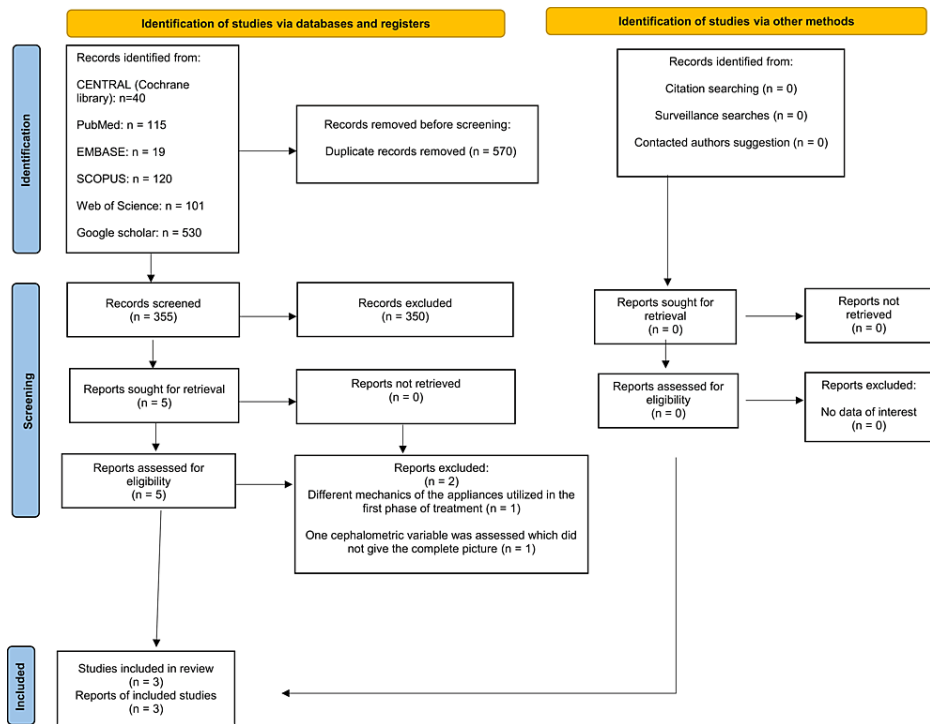 Identification of studies via databases and registers
Identification of studies via other methods
Identification
Records identified from:
CENTRAL (Cochrane
library): n=40
PubMed: n = 115
EMBASE: n = 19
SCOPUS: n = 120
Web of Science: n = 101
Google scholar: n = 530
Records removed before screening:
Duplicate records removed (n = 570)
Records identified from:
Citation searching (n = 0)
Surveillance searches (n = 0)
Contacted authors suggestion (n = 0)
Screening
Records screened
(n = 355)
Records excluded
(n = 350)
Reports sought for retrieval
(n = 5)
Reports not retrieved
(n = 0)
Reports assessed for
eligibility
(n = 5)
Reports excluded:
(n = 2)
Different mechanics of the appliances utilized in the
first phase of treatment (n = 1)
One cephalometric variable was assessed which did
not give the complete picture (n = 1)
Reports sought for
retrieval
(n = 0)
Reports not
retrieved
(n = 0)
Reports assessed for
eligibility
(n = 0)
Reports excluded:
No data of interest
(n = 0)
Included
Studies included in review
(n = 3)
Reports of included studies
(n = 3)